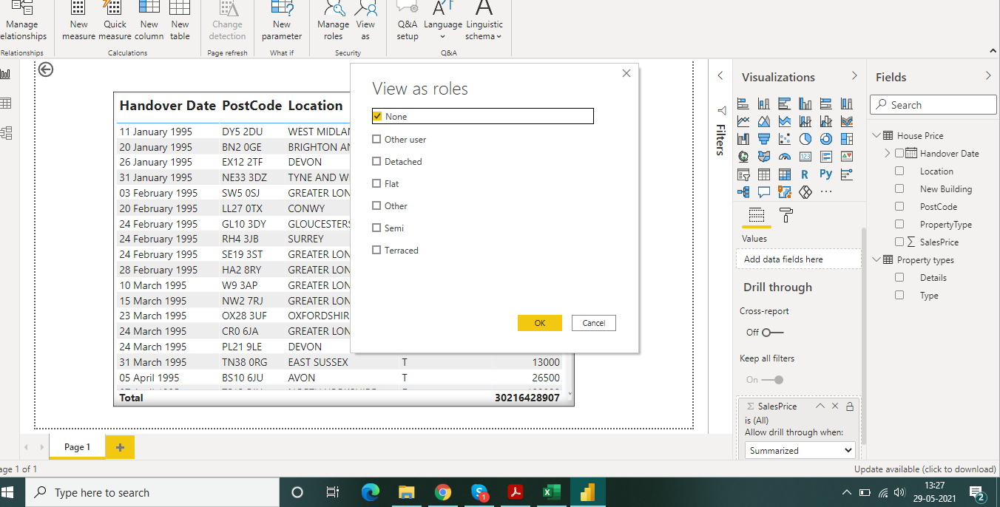 Manage
elationships
New
measure
Quick
measure
New
column
New
table
Change
detection
New
parameter
Manage
roles
View
as
Q&A
setup
Language
Linguistic
schema
Relationships
Calculations
Page refresh
What if
Security
Q&A
Handover Date PostCode Location
11 January 1995 DY5 2DU WEST MIDLAN
20 January 1995 BN2 0GE BRIGHTON AN
26 January 1995 EX12 2TF DEVON
31 January 1995 NE33 3DZ TYNE AND W
03 February 1995 SW5 0SJ GREATER LON
20 February 1995 LL27 0TX CONWY
24 February 1995 GL10 3DY GLOUCESTERS
24 February 1995 RH4 3JB SURREY
24 February 1995 SE19 3ST GREATER LON
28 February 1995 HA2 8RY GREATER LON
10 March 1995 W9 3AP GREATER LON
15 March 1995 NW2 7RJ GREATER LON
23 March 1995 OX28 3UF OXFORDSHIR
24 March 1995 CR0 6JA GREATER LON
24 March 1995 PL21 9LE DEVON
31 March 1995 TN38 0RG EAST SUSSEX T 13000
05 April 1995 BS10 6JU AVON T 26500
Total 30216428907
View as roles
None
Other user
Detached
Flat
Other
Semi
Terraced
OK
Cancel
Filters
Visualizations
123
R
Py
Values
Add data fields here
Drill through
Cross-report
Off
Keep all filters
On
SalesPrice
is (All)
Allow drill through when:
Summarized
Fields
Search
House Price
Handover Date
Location
New Building
PostCode
PropertyType
Σ SalesPrice
Property types
Details
Type
Page 1
+
age 1 of 1
Update available (click to download)
Type here to search
1
13:27
29-05-2021
2